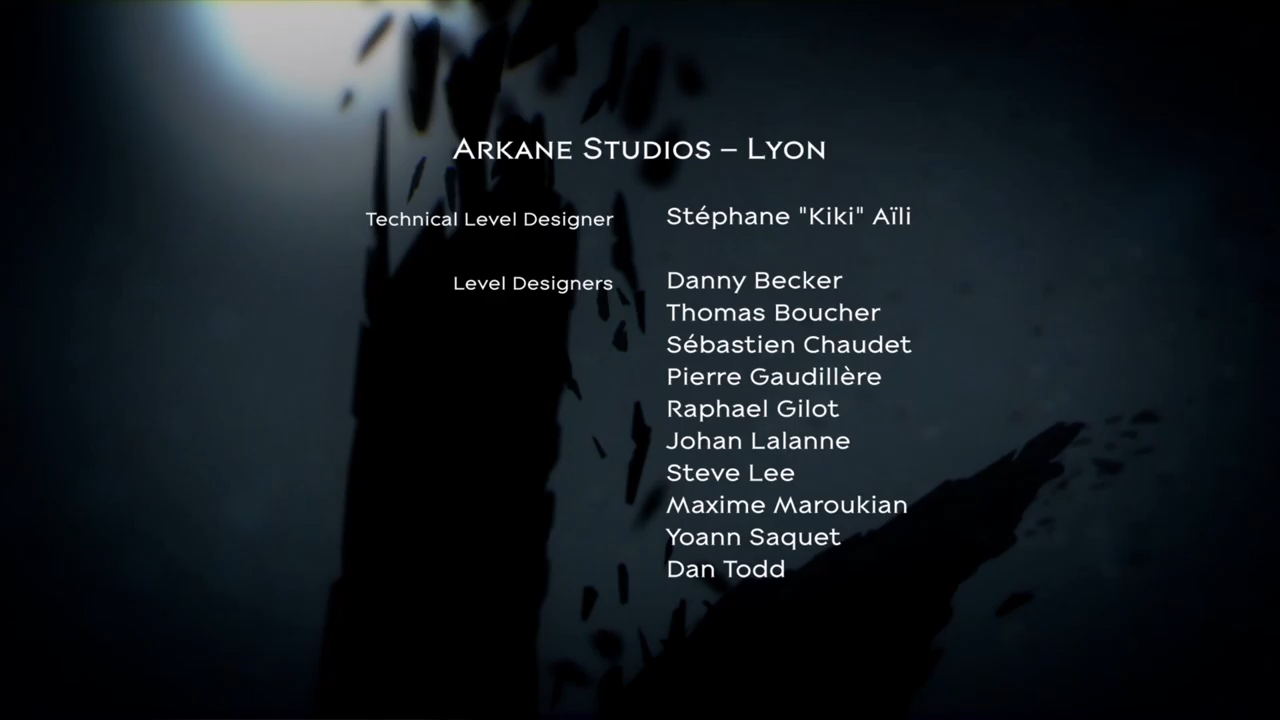 Arkane Studios – Lyon
Technical Level Designer Stéphane "Kiki" Aïli
Level Designers Danny Becker
Thomas Boucher
Sébastien Chaudet
Pierre Gaudillère
Raphael Gilot
Johan Lalanne
Steve Lee
Maxime Maroukian
Yoann Saquet
Dan Todd